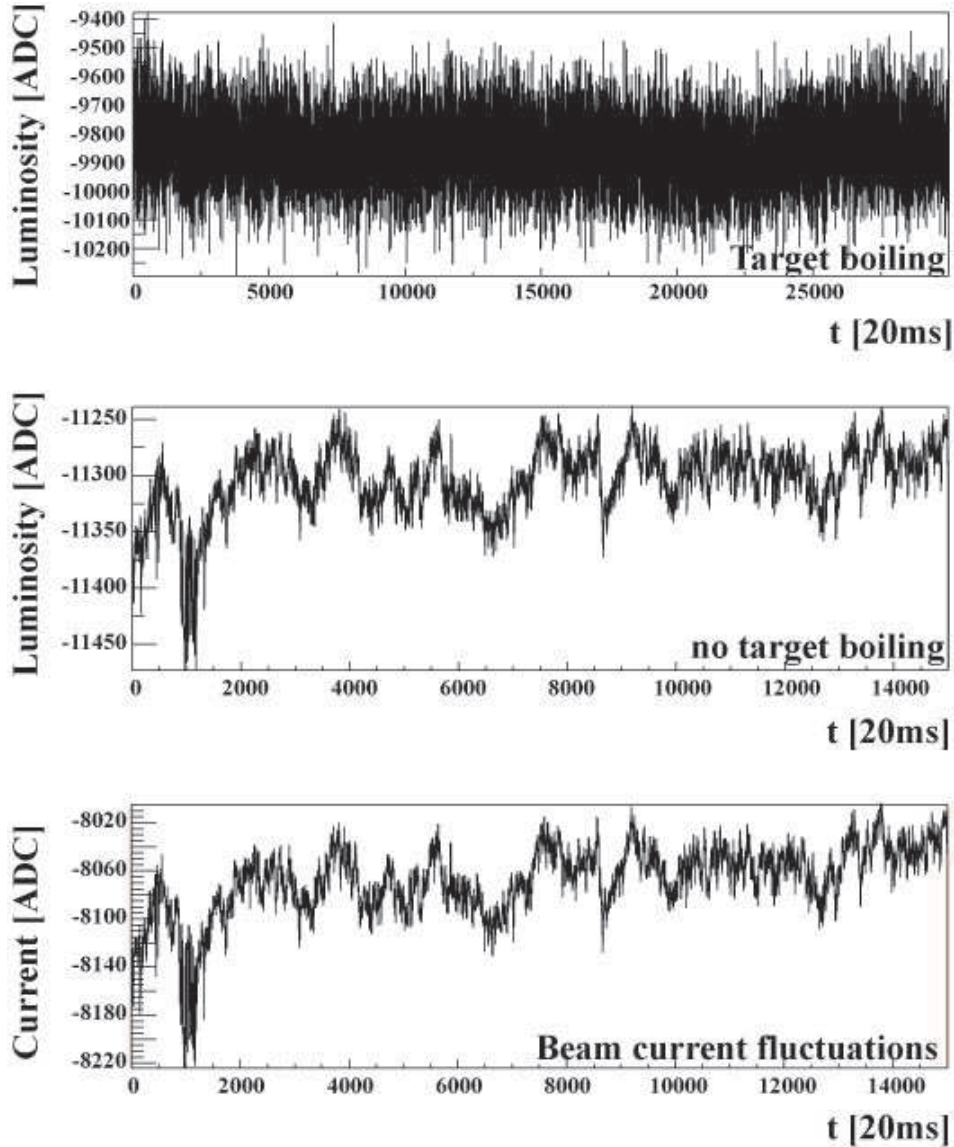 Luminosity [ADC]
-9400
-9500
-9600
-9700
-9800
-9900
-10000
-10100
-10200
Target boiling
0 5000 10000 15000 20000 25000
t [20ms]
Luminosity [ADC]
-11250
-11300
-11350
-11400
-11450
no target boiling
0 2000 4000 6000 8000 10000 12000 14000
t [20ms]
Current [ADC]
-8020
-8060
-8100
-8140
-8180
-8220
Beam current fluctuations
0 2000 4000 6000 8000 10000 12000 14000
t [20ms]